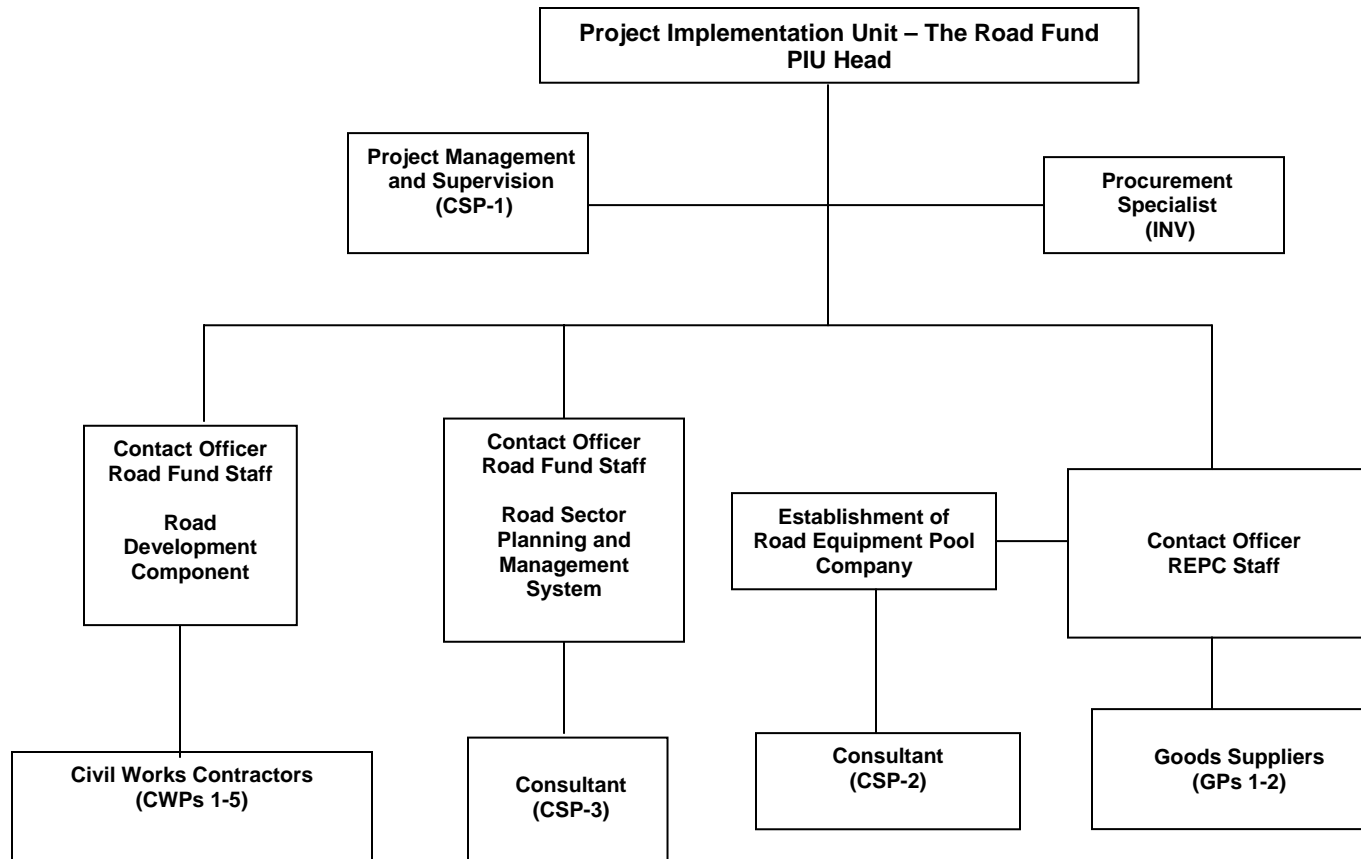 Project Implementation Unit – The Road Fund
PIU Head
Project Management
and Supervision
(CSP-1)
Procurement
Specialist
(INV)
Contact Officer
Road Fund Staff
Road
Development
Component
Contact Officer
Road Fund Staff
Road Sector
Planning and
Management
System
Establishment of
Road Equipment Pool
Company
Contact Officer
REPC Staff
Civil Works Contractors
(CWPs 1-5)
Consultant
(CSP-3)
Consultant
(CSP-2)
Goods Suppliers
(GPs 1-2)